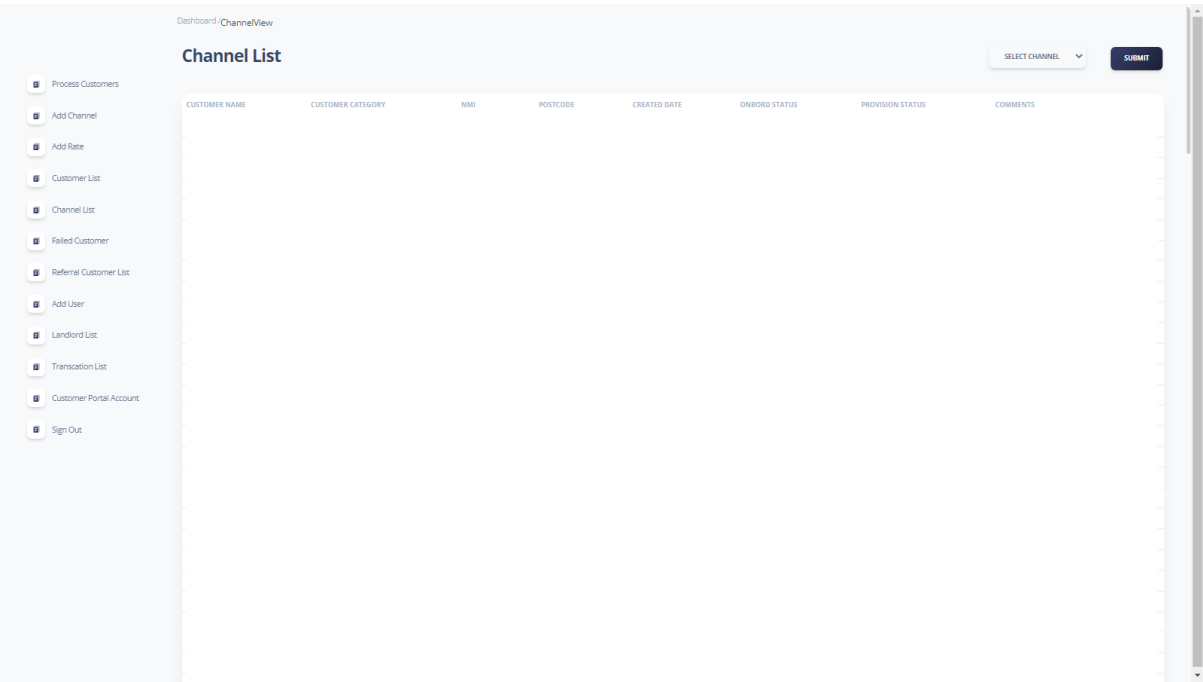 Dashboard /ChannelView
Channel List
SELECT CHANNEL
SUBMIT
Process Customers
Add Channel
Add Rate
Customer List
Channel List
Failed Customer
Referral Customer List
Add User
Landlord List
Transcation List
Customer Portal Account
Sign Out
CUSTOMER NAME CUSTOMER CATEGORY NMI POSTCODE CREATED DATE ONBORD STATUS PROVISION STATUS COMMENTS